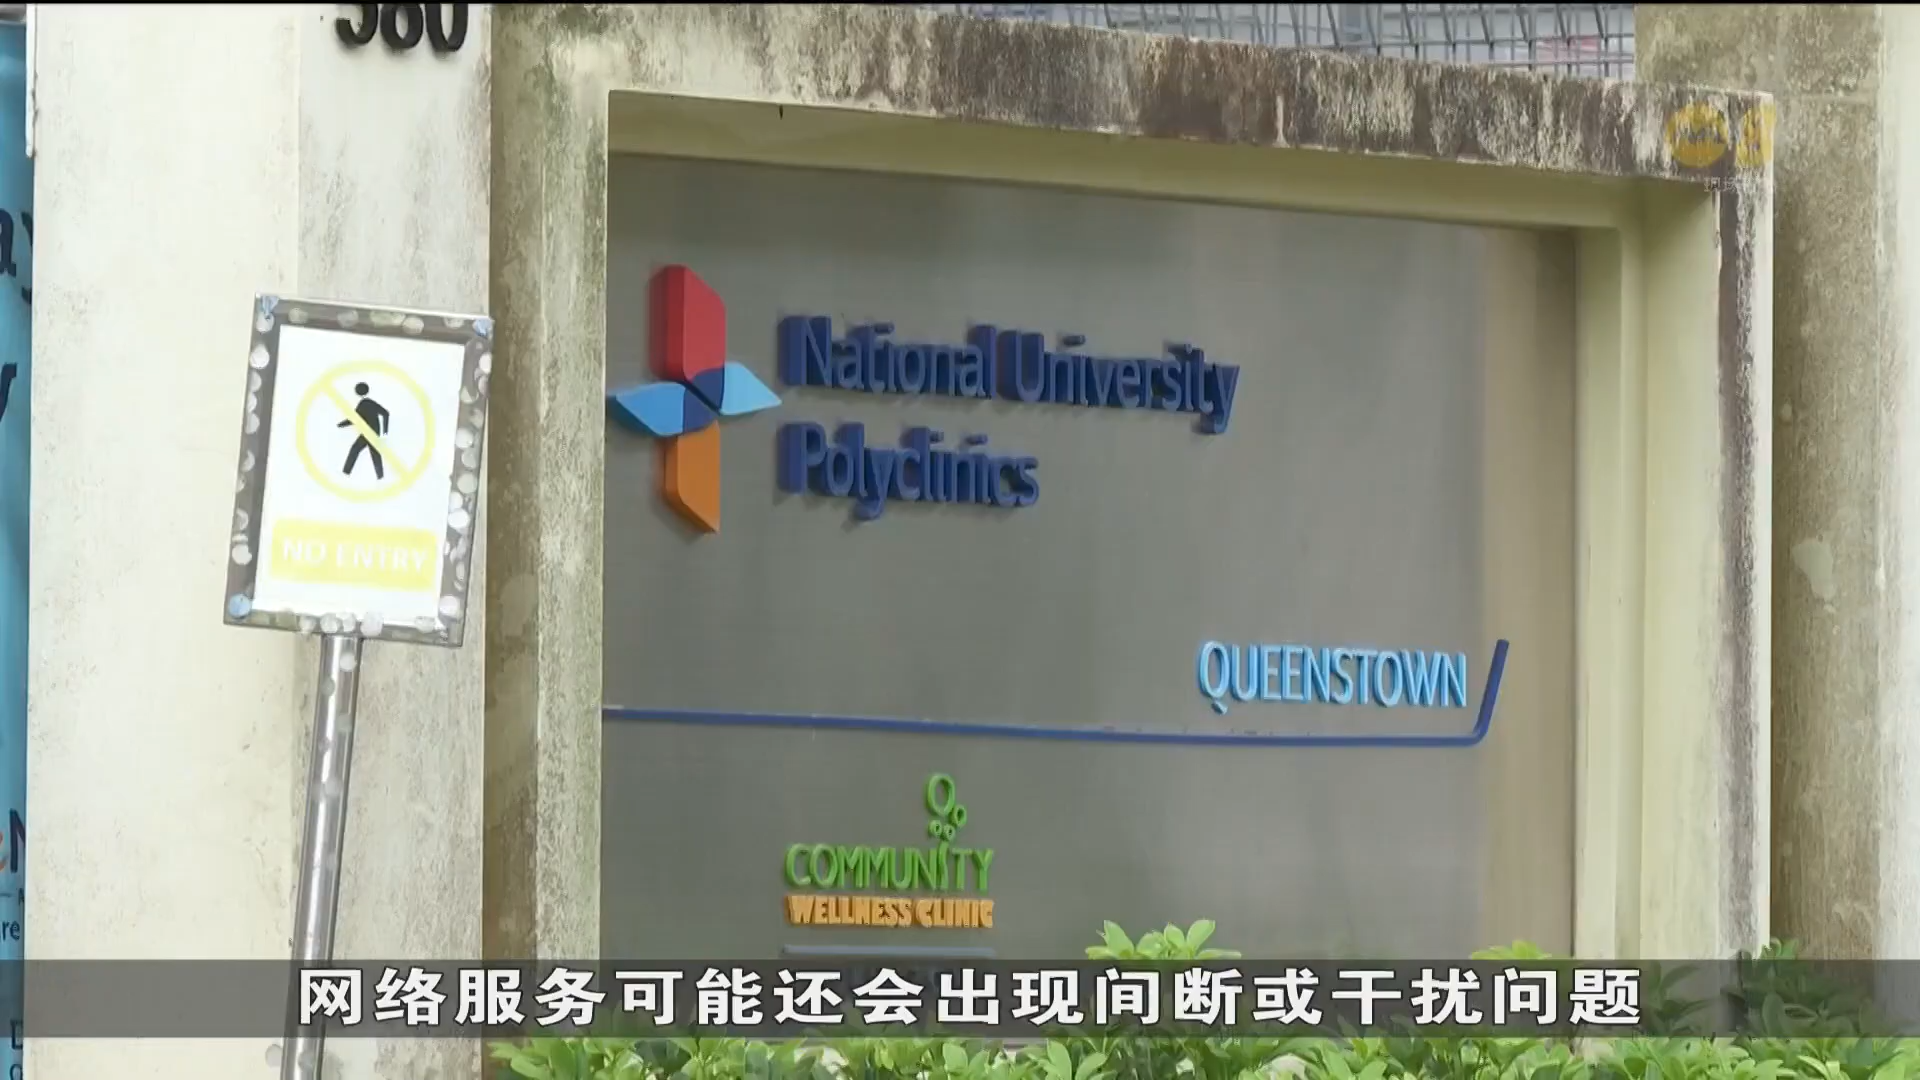 580
NO ENTRY
National University
Polyclinics
QUEENSTOWN
COMMUNITY
WELLNESS CLINIC
网络服务可能还会出现间断或干扰问题